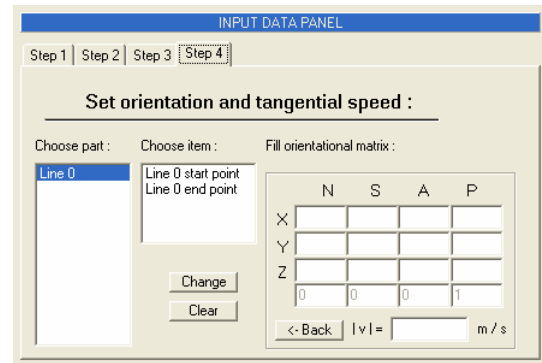 INPUT DATA PANEL
Step 1 Step 2 Step 3 Step 4
Set orientation and tangential speed :
Choose part : Choose item : Fill orientational matrix :
Line 0
Line 0 start point
Line 0 end point
N S A P
X
Y
Z
0 0 0 1
Change
Clear
<- Back |v|= m / s